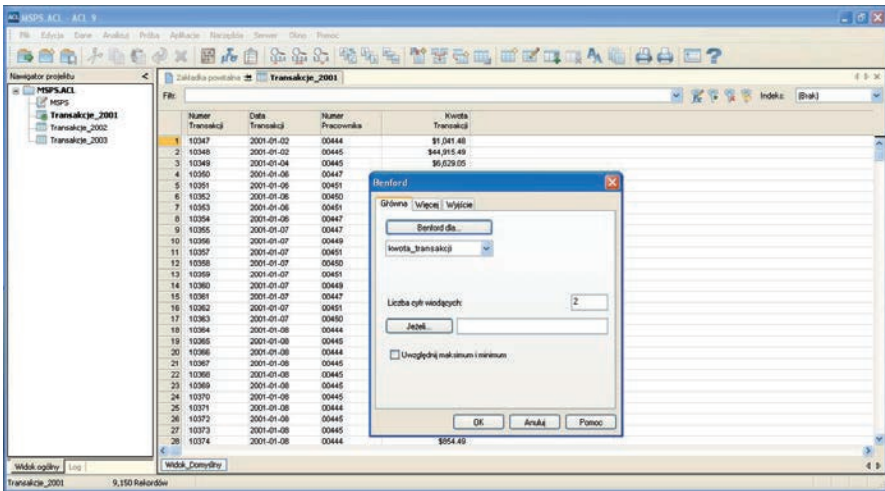 MSPS.ACL - ACL 9
Plik Edycja Dane Analizuj Próba Aplikacje Narzędzia Serwer Okno Pomoc
Nawigator projektu
MSPS.ACL
MSPS
Transakcje_2001
Transakcje_2002
Transakcje_2003
Zakładka powitalna Transakcje_2001
Filtr: Indeks: (Brak)
Numer Transakcji Data Transakcji Numer Pracownika Kwota Transakcji
1 10347 2001-01-02 00444 $1,041.48
2 10348 2001-01-02 00445 $44,915.49
3 10349 2001-01-04 00445 $6,629.05
4 10350 2001-01-06 00447
5 10351 2001-01-06 00451
6 10352 2001-01-06 00450
7 10353 2001-01-06 00451
8 10354 2001-01-06 00447
9 10355 2001-01-07 00447
10 10356 2001-01-07 00449
11 10357 2001-01-07 00451
12 10358 2001-01-07 00450
13 10359 2001-01-07 00451
14 10360 2001-01-07 00449
15 10361 2001-01-07 00447
16 10362 2001-01-07 00451
17 10363 2001-01-07 00450
18 10364 2001-01-08 00444
19 10365 2001-01-08 00445
20 10366 2001-01-08 00444
21 10367 2001-01-08 00445
22 10368 2001-01-08 00445
23 10369 2001-01-08 00445
24 10370 2001-01-08 00445
25 10371 2001-01-08 00444
26 10372 2001-01-08 00445
27 10373 2001-01-08 00445
28 10374 2001-01-08 00444 $854.49
Benford
Główne Więcej Wyjście
Benford dla...
kwota_transakcji
Liczba cyfr wiodących: 2
Jeżeli...
Uwzględnij maksimum i minimum
OK Anuluj Pomoc
Widok ogólny Log
Widok_Domyślny
Transakcje_2001 9,150 Rekordów